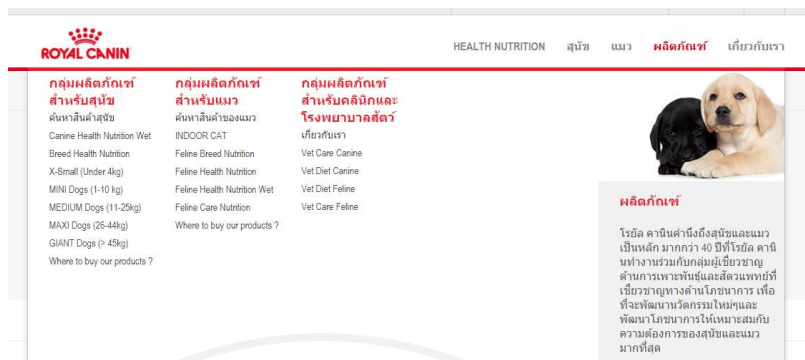 ROYAL CANIN
HEALTH NUTRITION สุนัข แมว ผลิตภัณฑ์ เกี่ยวกับเรา
กลุ่มผลิตภัณฑ์
สำหรับสุนัข
ค้นหาสินค้าสุนัข
Canine Health Nutrition Wet
Breed Health Nutrition
X-Small (Under 4kg)
MINI Dogs (1-10 kg)
MEDIUM Dogs (11-25kg)
MAXI Dogs (26-44kg)
GIANT Dogs (> 45kg)
Where to buy our products ?
กลุ่มผลิตภัณฑ์
สำหรับแมว
ค้นหาสินค้าของแมว
INDOOR CAT
Feline Breed Nutrition
Feline Health Nutrition
Feline Health Nutrition Wet
Feline Care Nutrition
Where to buy our products ?
กลุ่มผลิตภัณฑ์
สำหรับคลินิกและ
โรงพยาบาลสัตว์
เกี่ยวกับเรา
Vet Care Canine
Vet Diet Canine
Vet Diet Feline
Vet Care Feline
ผลิตภัณฑ์
โรยัล คานินคำนึงถึงสุนัขและแมว
เป็นหลัก มากกว่า 40 ปีที่โรยัล คานิ
นทำงานร่วมกับกลุ่มผู้เชี่ยวชาญ
ด้านการเพาะพันธุ์และสัตวแพทย์ที่
เชี่ยวชาญทางด้านโภชนาการ เพื่อ
ที่จะพัฒนานวัตกรรมใหม่ๆและ
พัฒนาโภชนาการให้เหมาะสมกับ
ความต้องการของสุนัขและแมว
มากที่สุด